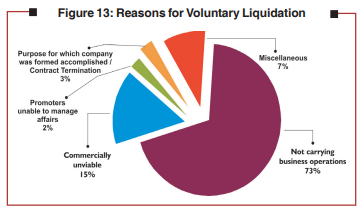 Figure 13: Reasons for Voluntary Liquidation
Purpose for which company
was formed accomplished /
Contract Termination
3%
Miscellaneous
7%
Promoters
unable to manage
affairs
2%
Commercially
unviable
15%
Not carrying
business operations
73%